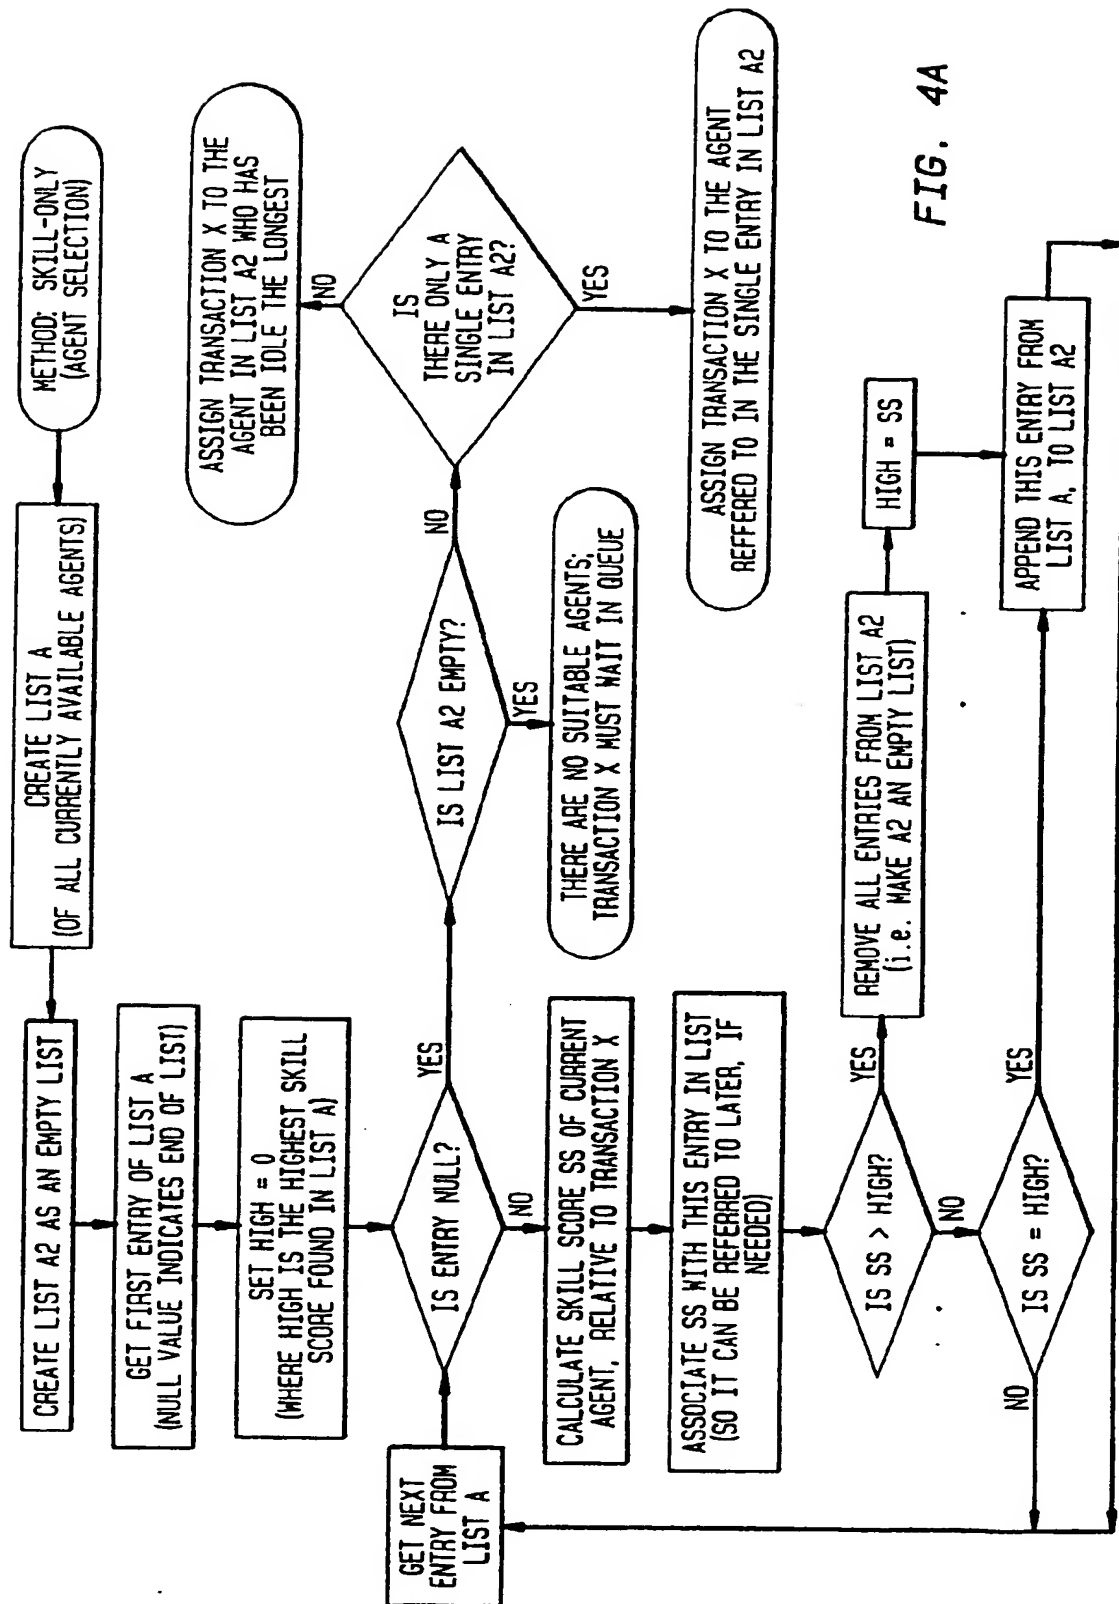 METHOD: SKILL-ONLY
(AGENT SELECTION)
CREATE LIST A
(OF ALL CURRENTLY AVAILABLE AGENTS)
CREATE LIST A2 AS AN EMPTY LIST
GET FIRST ENTRY OF LIST A
(NULL VALUE INDICATES END OF LIST)
SET HIGH = 0
(WHERE HIGH IS THE HIGHEST SKILL
SCORE FOUND IN LIST A)
GET NEXT
ENTRY FROM
LIST A
IS ENTRY NULL?
YES
NO
IS LIST A2 EMPTY?
NO
YES
THERE ARE NO SUITABLE AGENTS;
TRANSACTION X MUST WAIT IN QUEUE
IS
THERE ONLY A
SINGLE ENTRY
IN LIST A2?
NO
YES
ASSIGN TRANSACTION X TO THE
AGENT IN LIST A2 WHO HAS
BEEN IDLE THE LONGEST
ASSIGN TRANSACTION X TO THE AGENT
REFFERED TO IN THE SINGLE ENTRY IN LIST A2
CALCULATE SKILL SCORE SS OF CURRENT
AGENT, RELATIVE TO TRANSACTION X
ASSOCIATE SS WITH THIS ENTRY IN LIST
(SO IT CAN BE REFERRED TO LATER, IF
NEEDED)
IS SS > HIGH?
YES
NO
REMOVE ALL ENTRIES FROM LIST A2
(i.e. MAKE A2 AN EMPTY LIST)
HIGH = SS
IS SS = HIGH?
YES
NO
APPEND THIS ENTRY FROM
LIST A, TO LIST A2
FIG. 4A